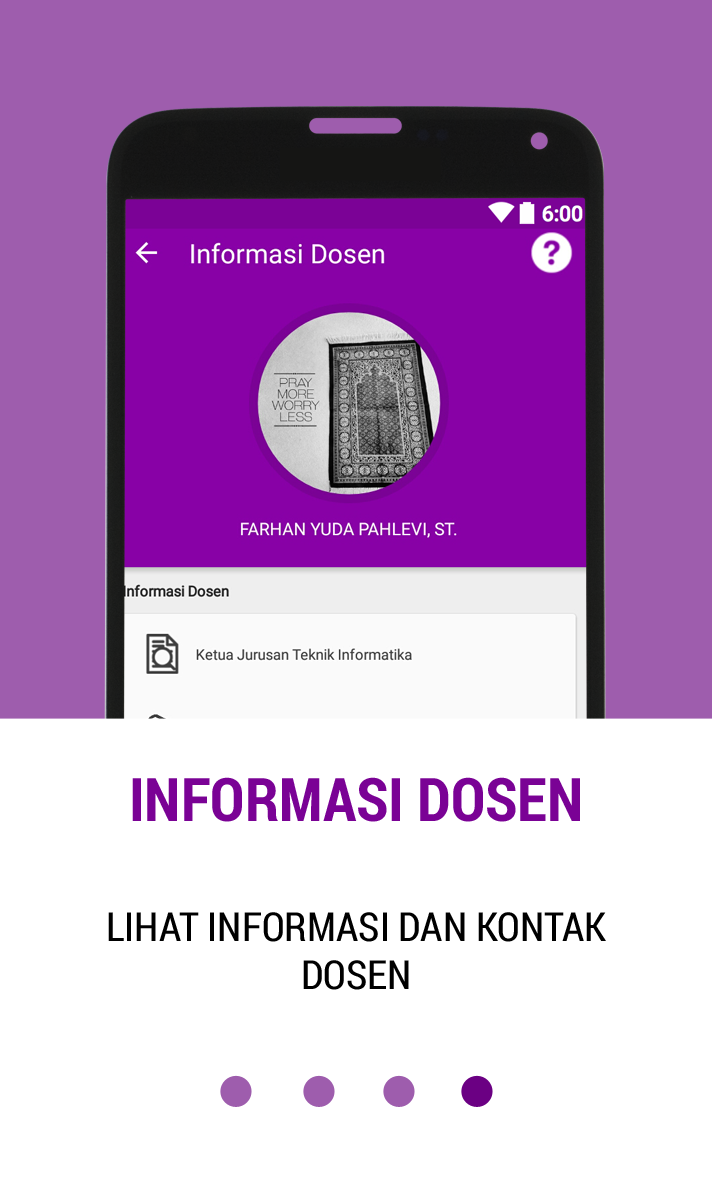 6:00
Informasi Dosen
?
PRAY
MORE
WORRY
LESS
FARHAN YUDA PAHLEVI, ST.
Informasi Dosen
Ketua Jurusan Teknik Informatika
INFORMASI DOSEN
LIHAT INFORMASI DAN KONTAK
DOSEN